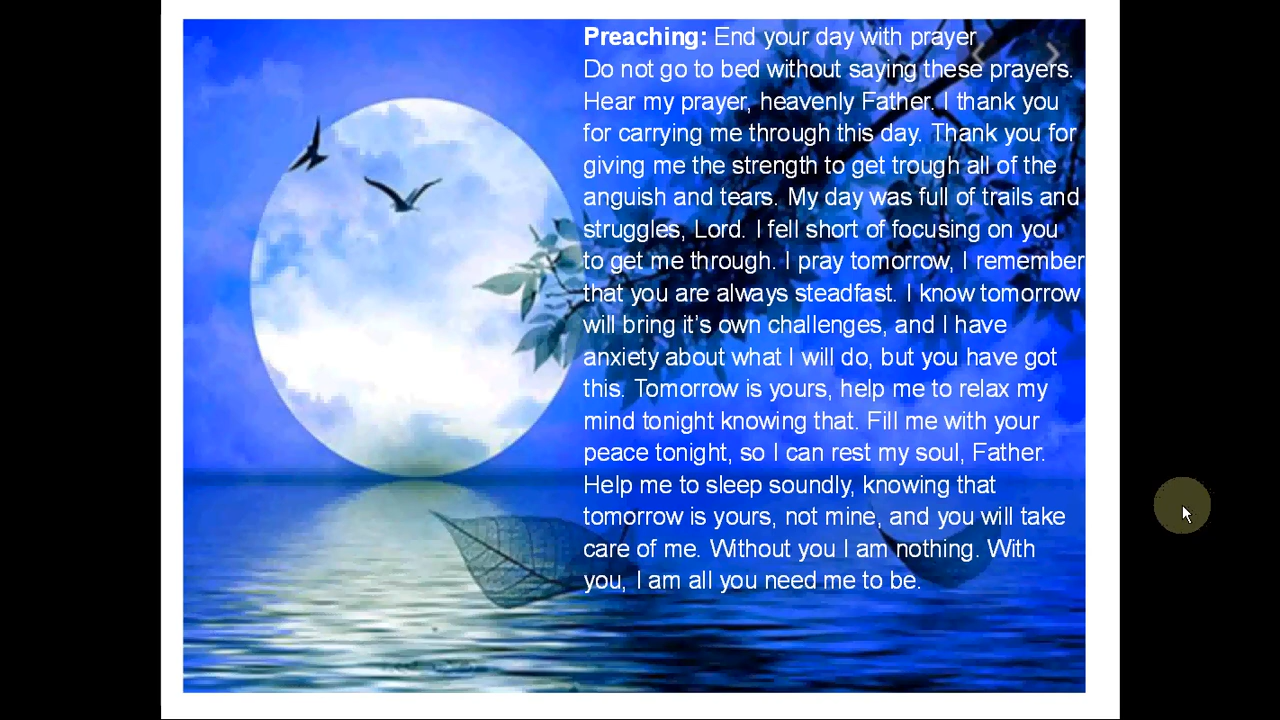 Preaching: End your day with prayer
Do not go to bed without saying these prayers.
Hear my prayer, heavenly Father. I thank you
for carrying me through this day. Thank you for
giving me the strength to get trough all of the
anguish and tears. My day was full of trails and
struggles, Lord. I fell short of focusing on you
to get me through. I pray tomorrow, I remember
that you are always steadfast. I know tomorrow
will bring it’s own challenges, and I have
anxiety about what I will do, but you have got
this. Tomorrow is yours, help me to relax my
mind tonight knowing that. Fill me with your
peace tonight, so I can rest my soul, Father.
Help me to sleep soundly, knowing that
tomorrow is yours, not mine, and you will take
care of me. Without you I am nothing. With
you, I am all you need me to be.